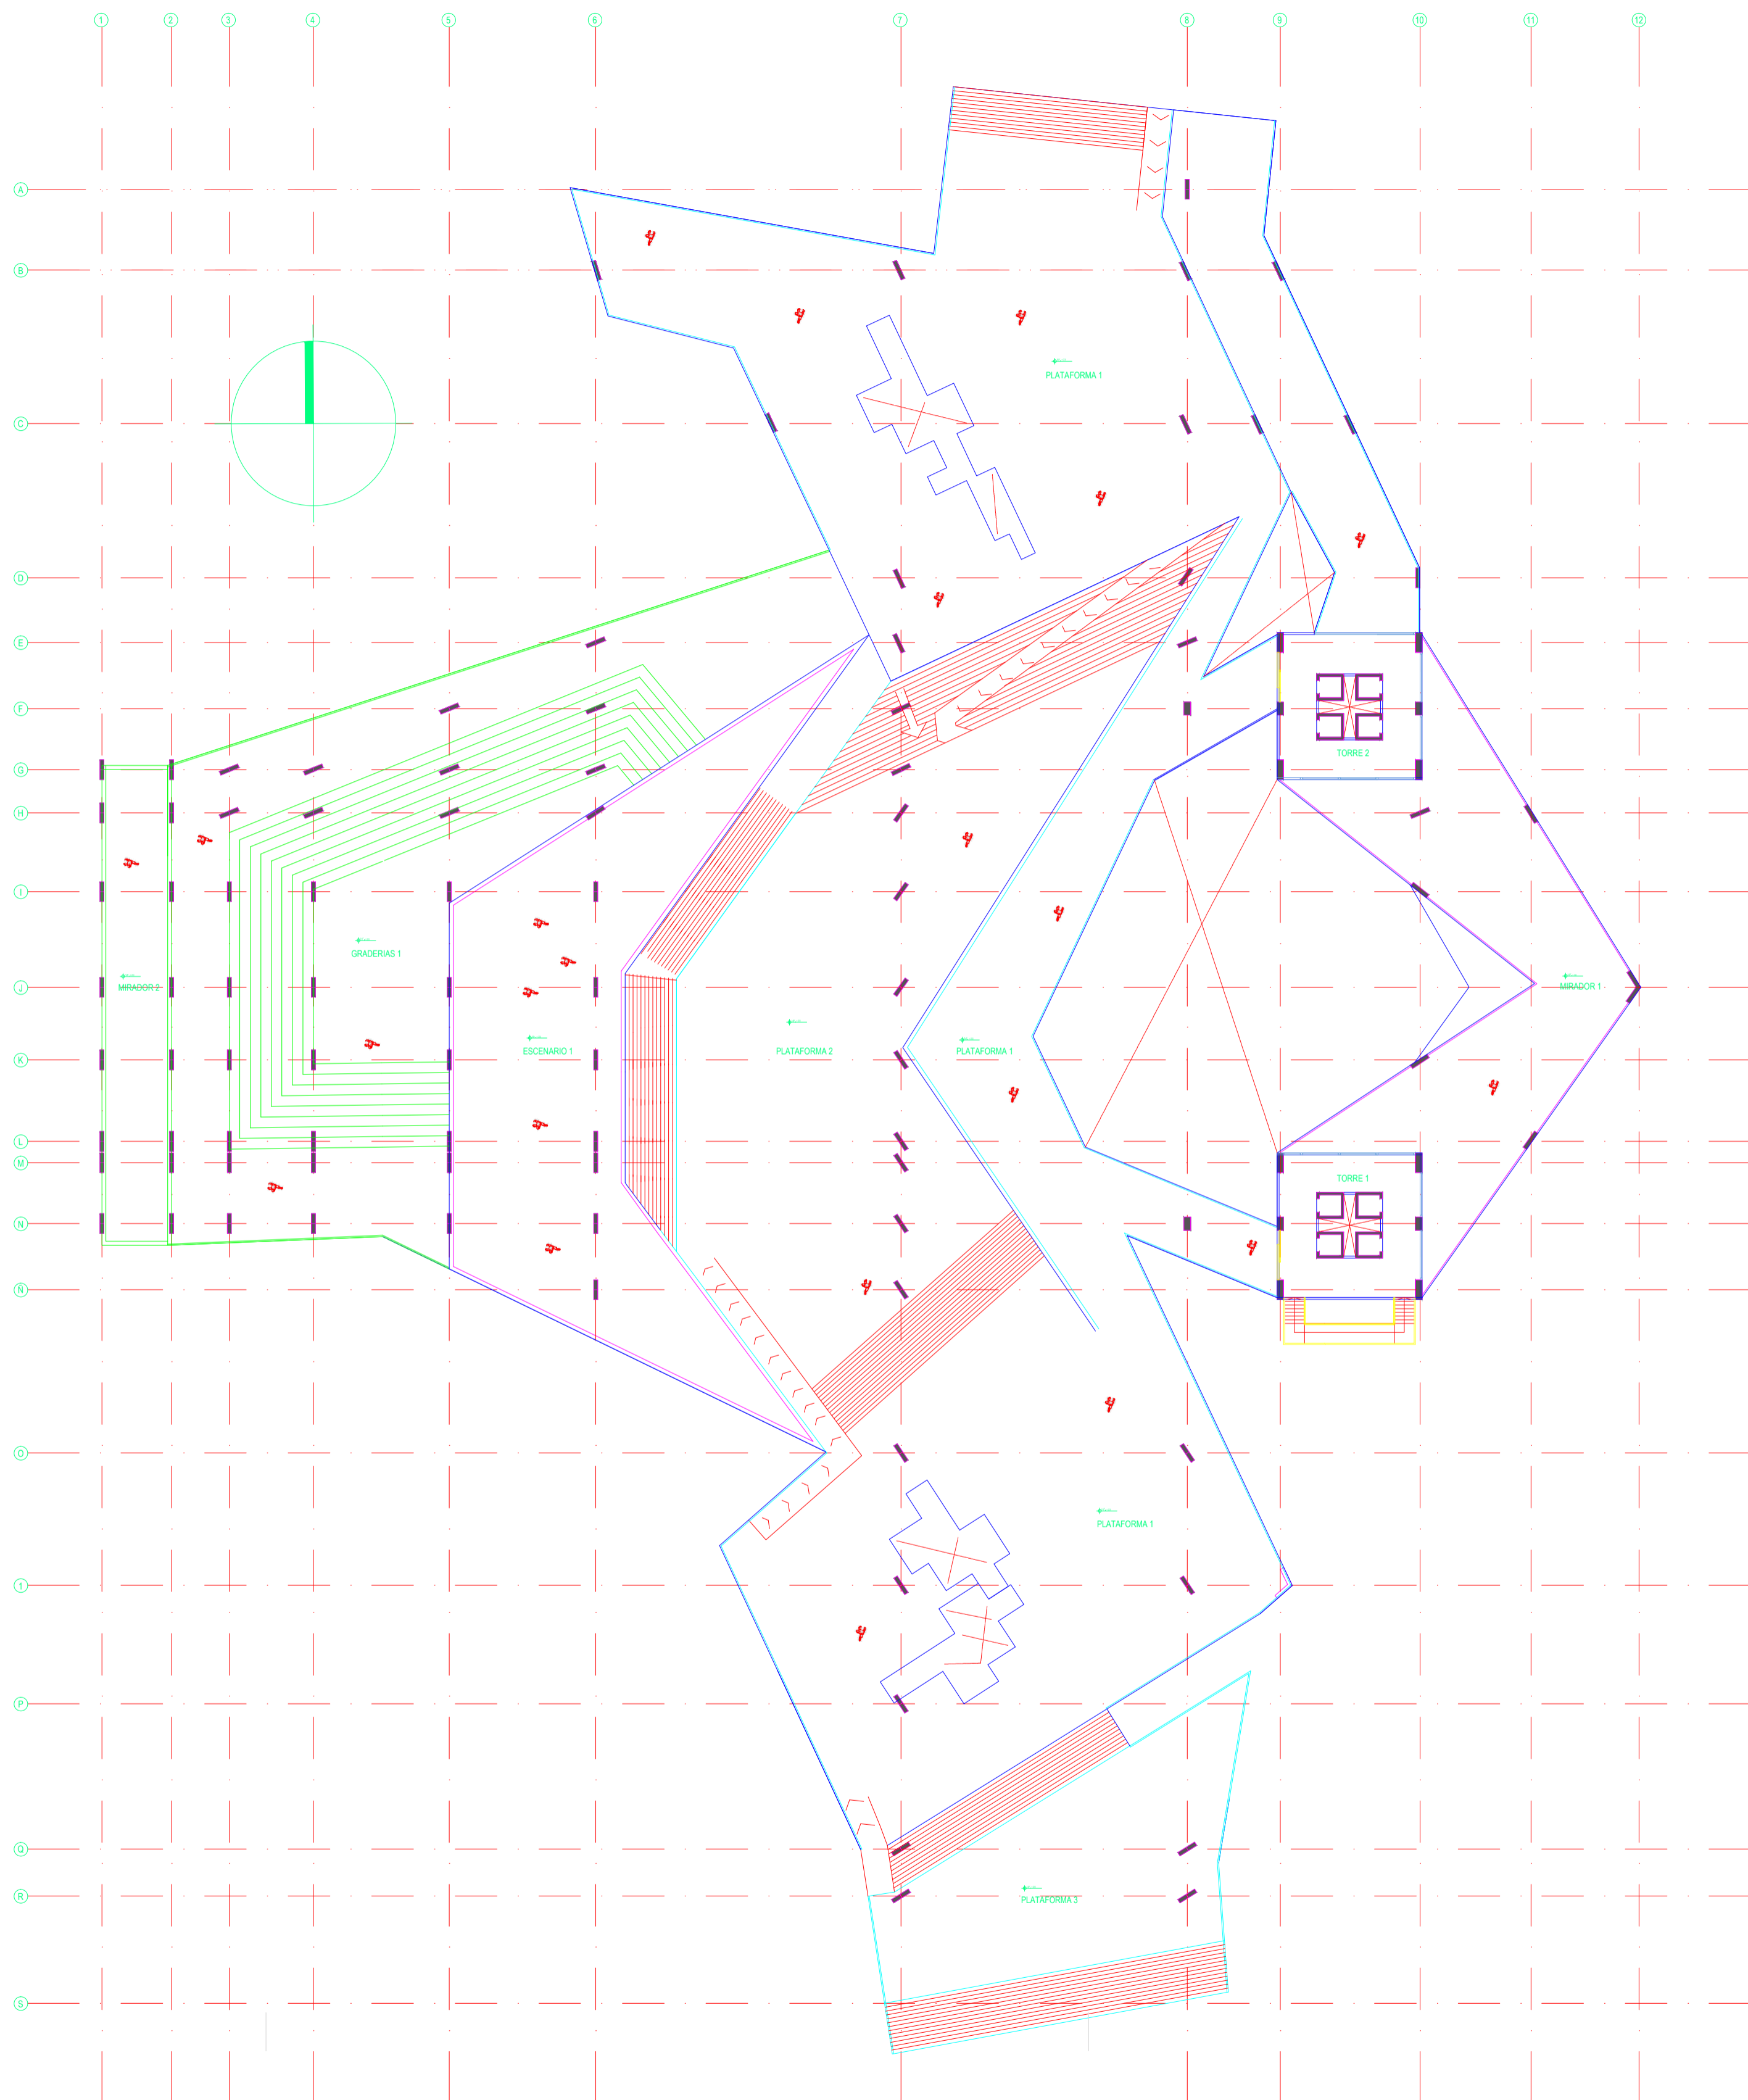 1 2 3 4 5 6 7 8 9 10 11 12
A
B
PLATAFORMA 1
C
D
E
F
TORRE 2
G
H
I
GRADERIAS 1
J
MIRADOR 2
MIRADOR 1
ESCENARIO 1
PLATAFORMA 2
PLATAFORMA 1
K
L
M
TORRE 1
N
N
O
PLATAFORMA 1
1
P
Q
R
PLATAFORMA 3
S